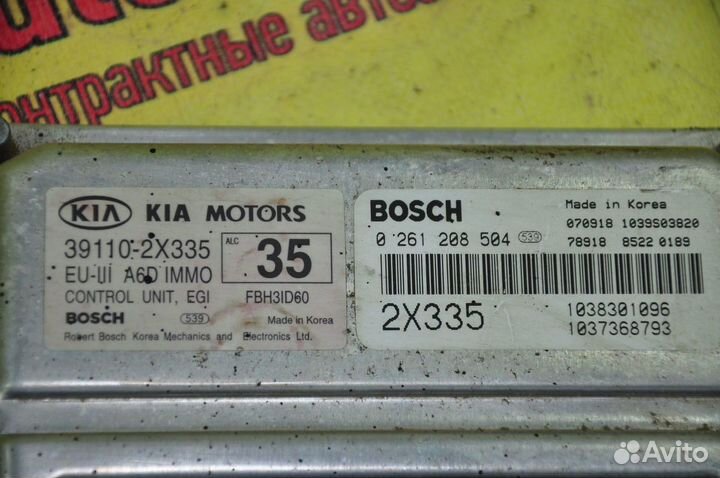 контрактные авто
KIA KIA MOTORS
39110-2X335
EU-III A6D IMMO
CONTROL UNIT, EGI
ALC
35
FBH3ID60
BOSCH 539 Made in Korea
Robert Bosch Korea Mechanics and Electronics Ltd.
BOSCH Made in Korea
0 261 208 504 539
070918 1039S03820
78918 8522 0189
2X335
1038301096
1037368793
Avito